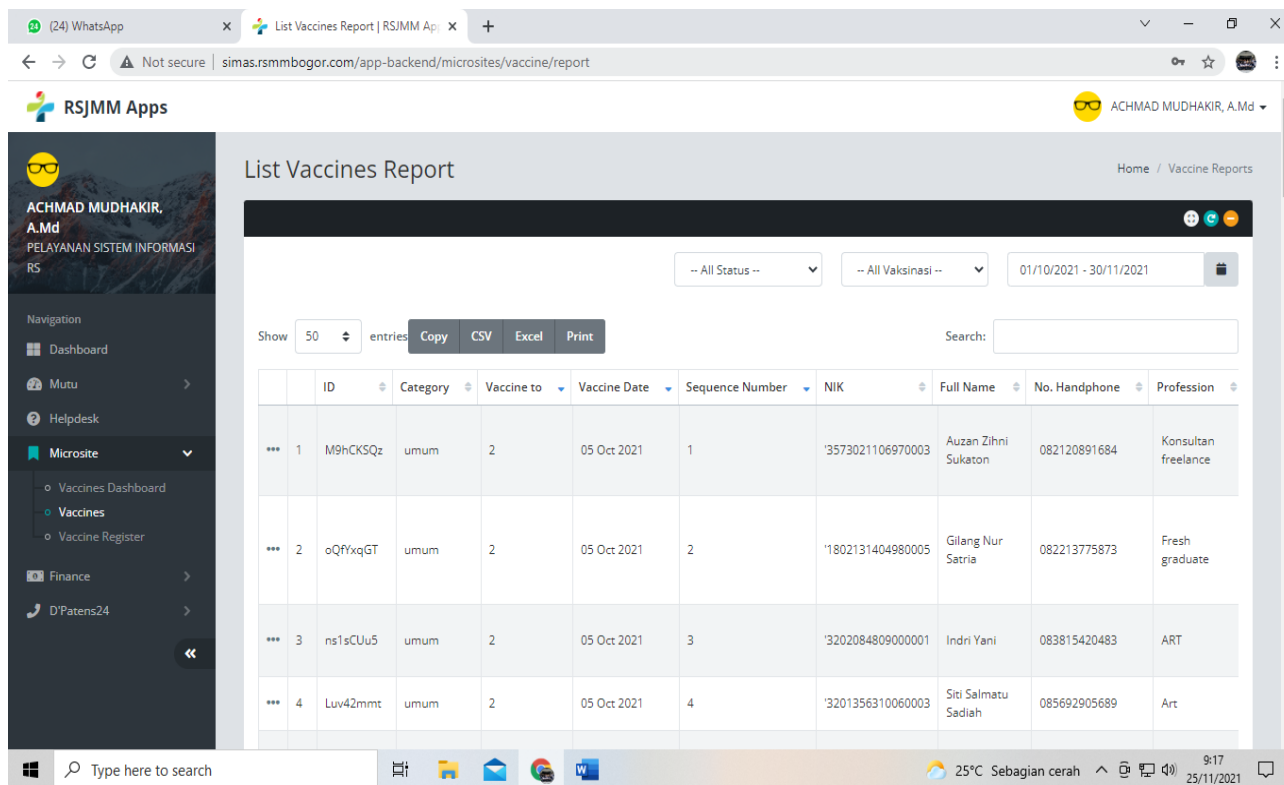 24 (24) WhatsApp
List Vaccines Report | RSJMM Ap
Not secure | simas.rsmmbogor.com/app-backend/microsites/vaccine/report
RSJMM Apps
ACHMAD MUDHAKIR, A.Md
ACHMAD MUDHAKIR,
A.Md
PELAYANAN SISTEM INFORMASI
RS
Navigation
Dashboard
Mutu
Helpdesk
Microsite
Vaccines Dashboard
Vaccines
Vaccine Register
Finance
D'Patens24
List Vaccines Report
Home / Vaccine Reports
-- All Status -- -- All Vaksinasi -- 01/10/2021 - 30/11/2021
Show 50 entries Copy CSV Excel Print Search:
ID Category Vaccine to Vaccine Date Sequence Number NIK Full Name No. Handphone Profession
1 M9hCKSQz umum 2 05 Oct 2021 1 '3573021106970003 Auzan Zihni Sukaton 082120891684 Konsultan freelance
2 oQfYxqGT umum 2 05 Oct 2021 2 '1802131404980005 Gilang Nur Satria 082213775873 Fresh graduate
3 ns1sCUu5 umum 2 05 Oct 2021 3 '3202084809000001 Indri Yani 083815420483 ART
4 Luv42mmt umum 2 05 Oct 2021 4 '3201356310060003 Siti Salmatu Sadiah 085692905689 Art
Type here to search
25°C Sebagian cerah
9:17
25/11/2021